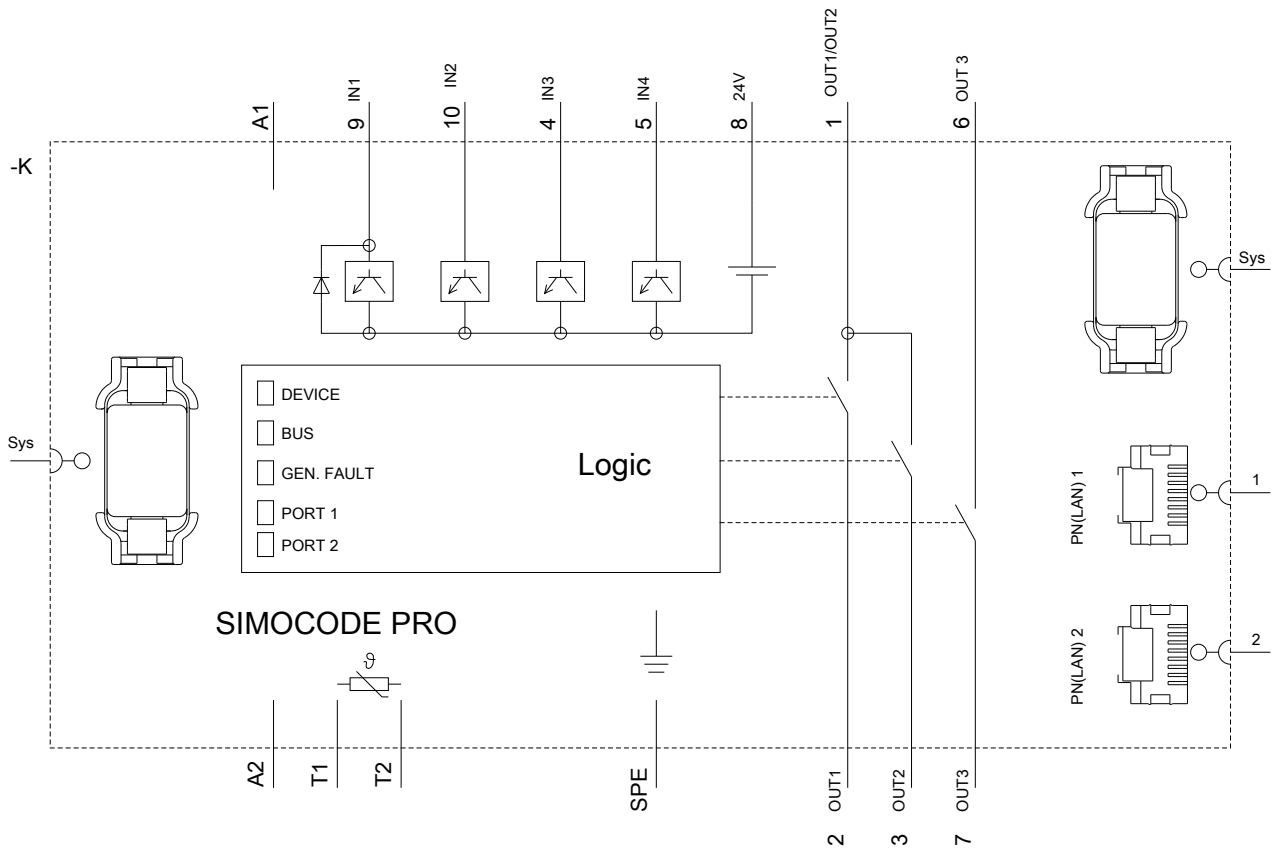 A1
9 IN1
10 IN2
4 IN3
5 IN4
8 24V
1 OUT1/OUT2
6 OUT 3
-K
Sys
Sys
DEVICE
BUS
GEN. FAULT
PORT 1
PORT 2
Logic
PN(LAN) 1
1
PN(LAN) 2
2
SIMOCODE PRO
ϑ
A2
T1
T2
SPE
2 OUT1
3 OUT2
7 OUT3